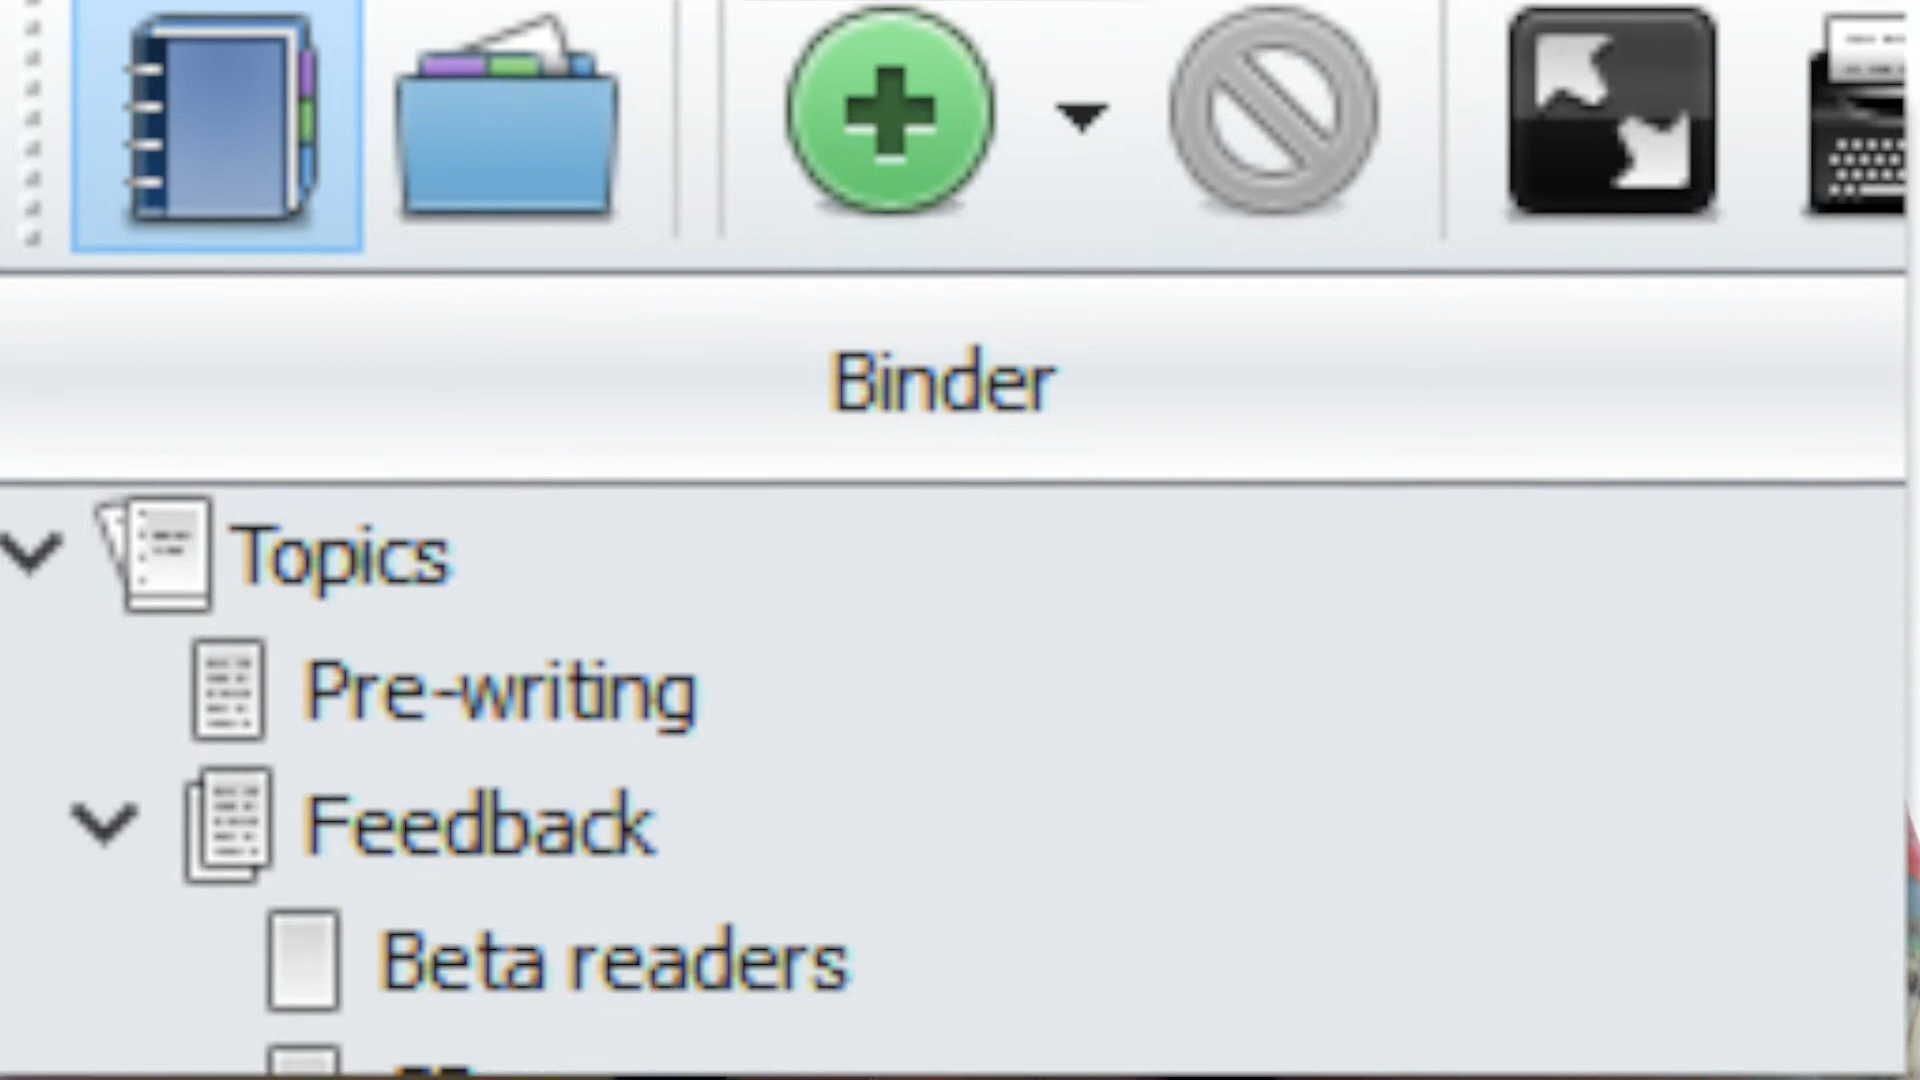 Binder
Topics
Pre-writing
Feedback
Beta readers